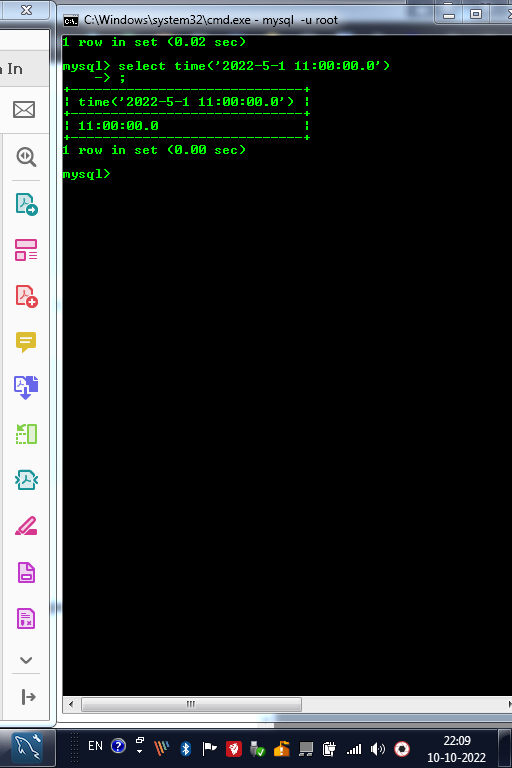 C:\Windows\system32\cmd.exe - mysql  -u root
n In
1 row in set (0.02 sec)
mysql> select time('2022-5-1 11:00:00.0')
    -> ;
+-----------------------------+
| time('2022-5-1 11:00:00.0') |
+-----------------------------+
| 11:00:00.0                  |
+-----------------------------+
1 row in set (0.00 sec)
mysql>
EN
22:09
10-10-2022